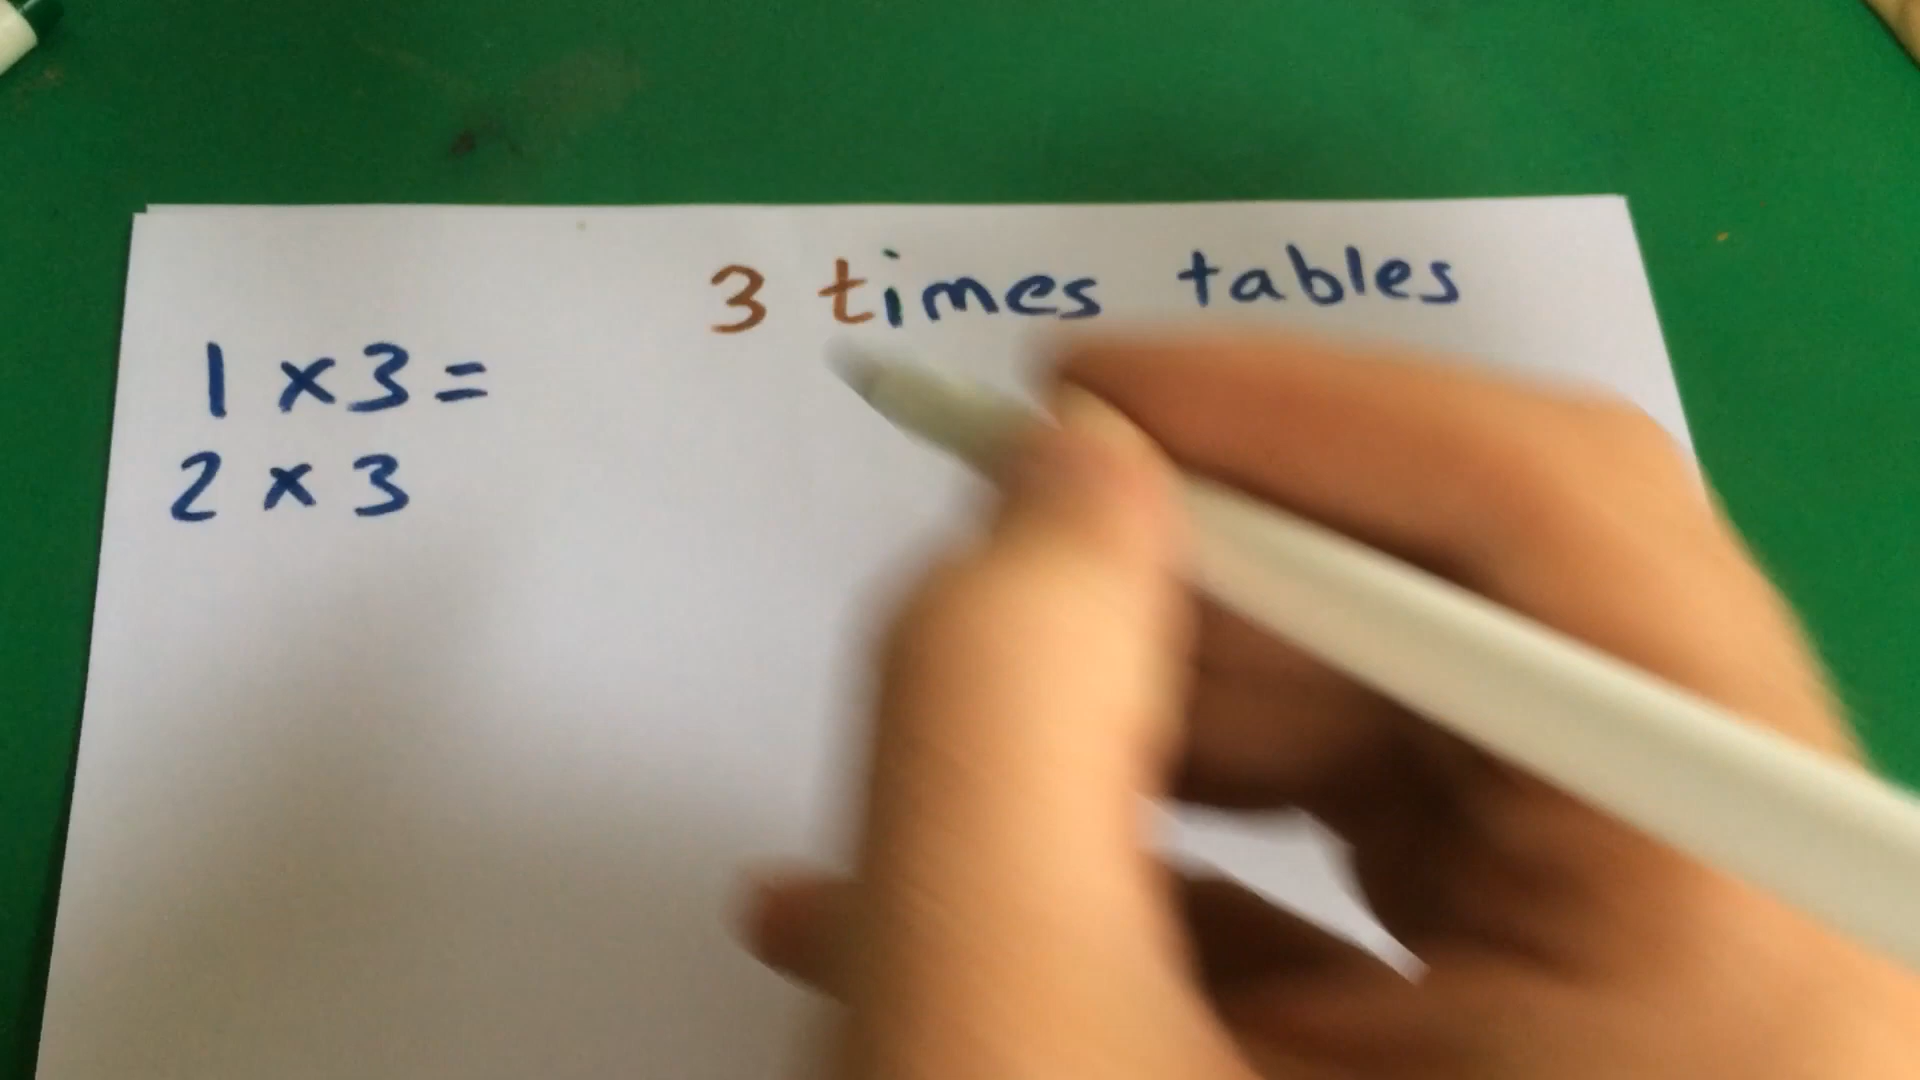 3 times tables
1 x 3 =
2 x 3